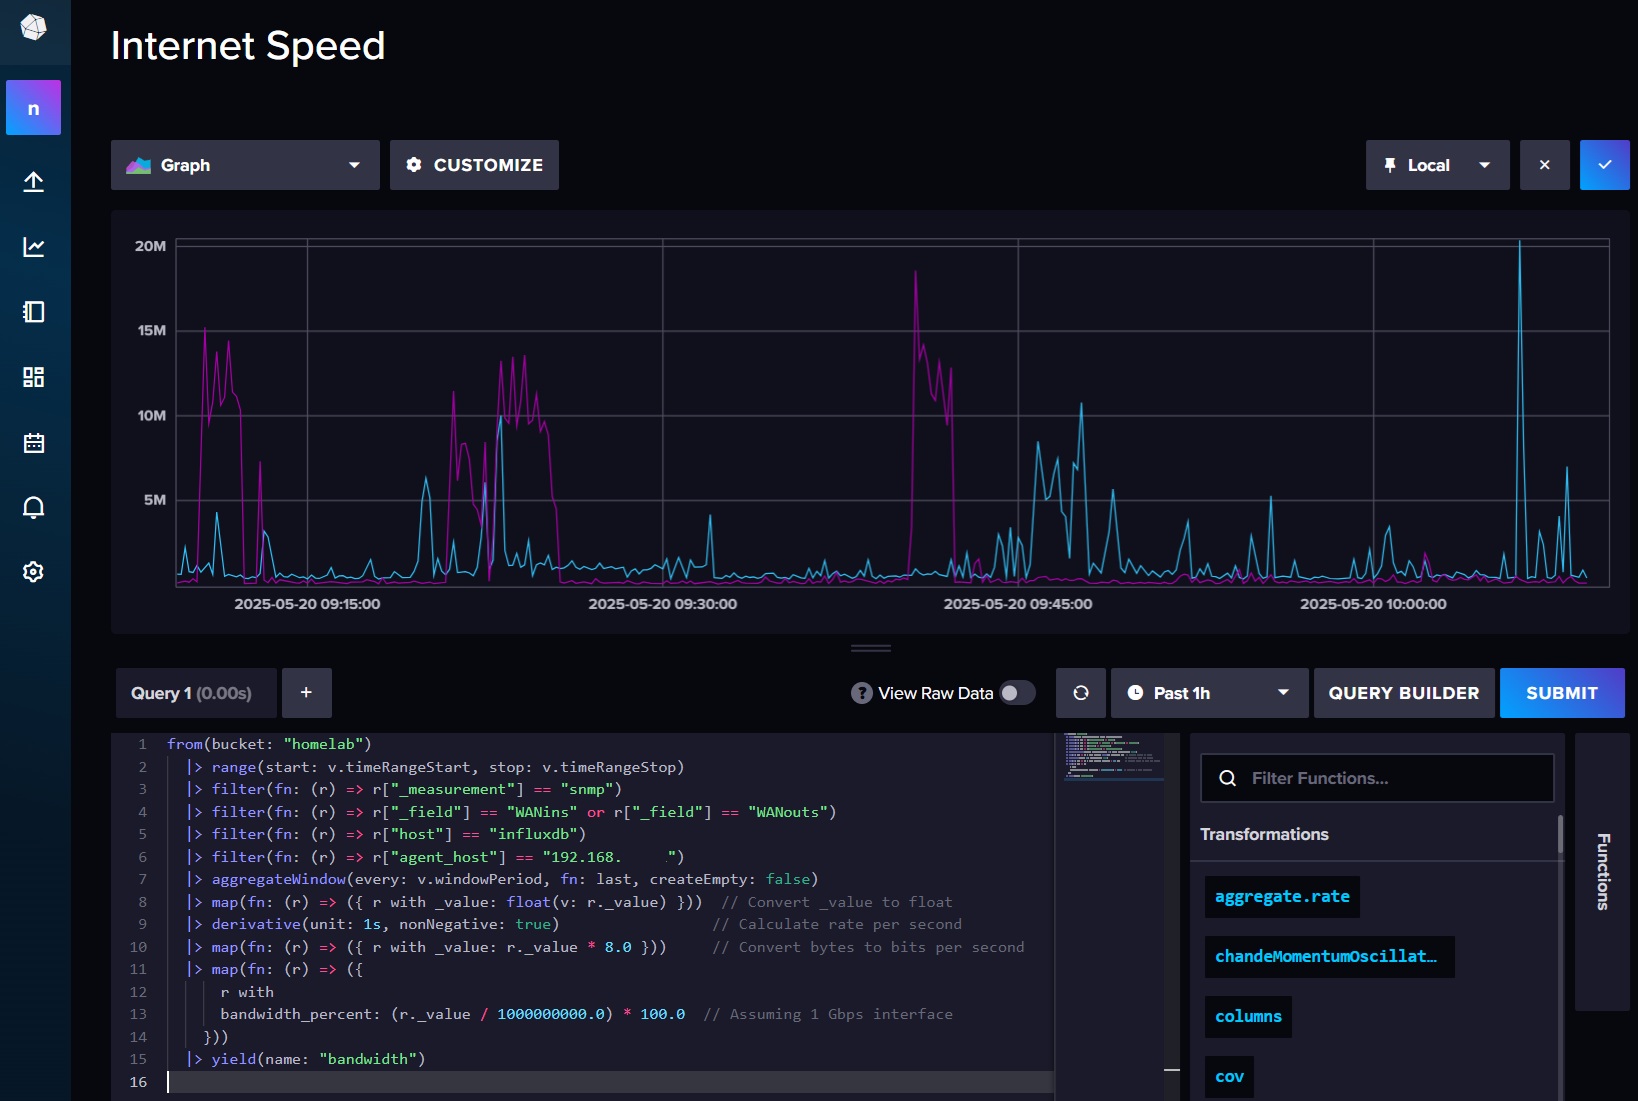 Internet Speed
n
Graph
CUSTOMIZE
Local
20M
15M
10M
5M
2025-05-20 09:15:00
2025-05-20 09:30:00
2025-05-20 09:45:00
2025-05-20 10:00:00
Query 1 (0.00s)
+
? View Raw Data
Past 1h
QUERY BUILDER
SUBMIT
1 from(bucket: "homelab")
2 |> range(start: v.timeRangeStart, stop: v.timeRangeStop)
3 |> filter(fn: (r) => r["_measurement"] == "snmp")
4 |> filter(fn: (r) => r["_field"] == "WANins" or r["_field"] == "WANouts")
5 |> filter(fn: (r) => r["host"] == "influxdb")
6 |> filter(fn: (r) => r["agent_host"] == "192.168. ")
7 |> aggregateWindow(every: v.windowPeriod, fn: last, createEmpty: false)
8 |> map(fn: (r) => ({ r with _value: float(v: r._value) })) // Convert _value to float
9 |> derivative(unit: 1s, nonNegative: true) // Calculate rate per second
10 |> map(fn: (r) => ({ r with _value: r._value * 8.0 })) // Convert bytes to bits per second
11 |> map(fn: (r) => ({
12 r with
13 bandwidth_percent: (r._value / 1000000000.0) * 100.0 // Assuming 1 Gbps interface
14 }))
15 |> yield(name: "bandwidth")
16
Filter Functions...
Transformations
aggregate.rate
chandeMomentumOscillat…
columns
cov
Functions